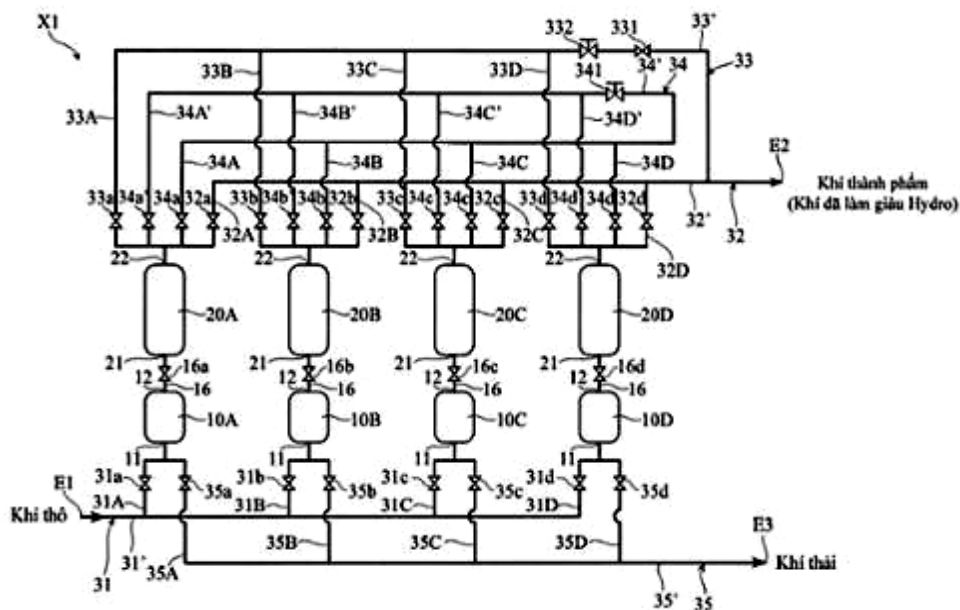 X1
332 331 33'
33B 33C 33D 341 34' 34 33
33A 34A' 34B' 34C' 34D'
34A 34B 34C 34D E2
33a 34a' 34a 32a 33b 34b' 34b 32b 33c 34c' 34c 32c 33d 34d' 34d 32d
Khí thành phẩm
(Khí đã làm giàu Hydro)
32A 32B 32C 32' 32
22 22 22 22 32D
20A 20B 20C 20D
21 21 21 21
16a 16b 16c 16d
12 16 12 16 12 16 12 16
10A 10B 10C 10D
11 11 11 11
31a 35a 31b 35b 31c 35c 31d 35d
E1 31A 31B 31C 31D
Khí thô
35B 35C 35D E3
31 31' 35A
Khí thải
35' 35